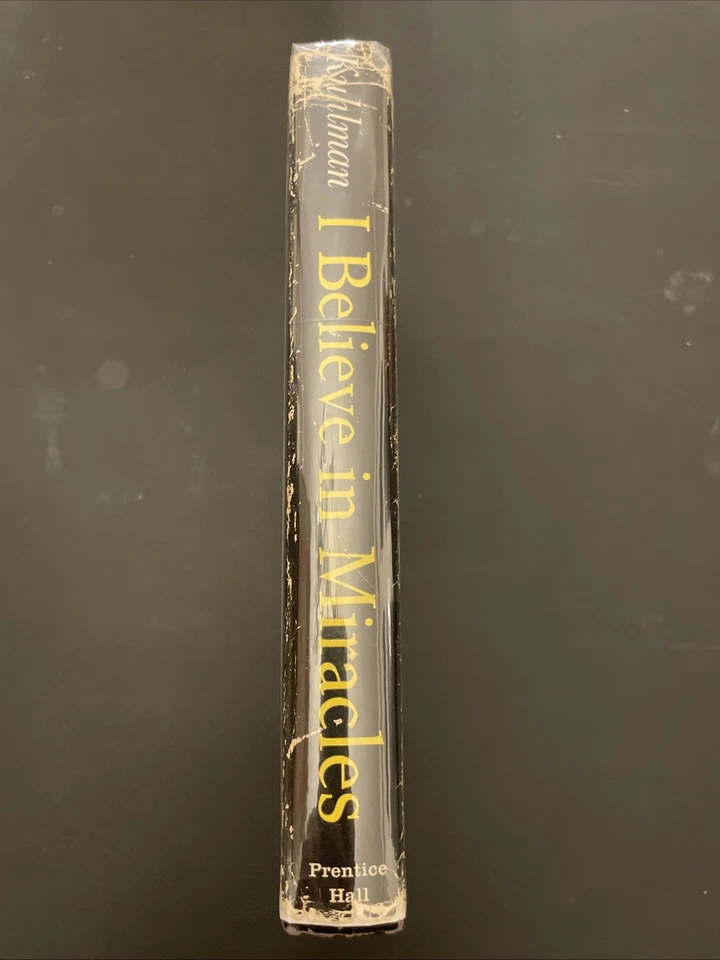 Kuhlman
I Believe in Miracles
Prentice
Hall